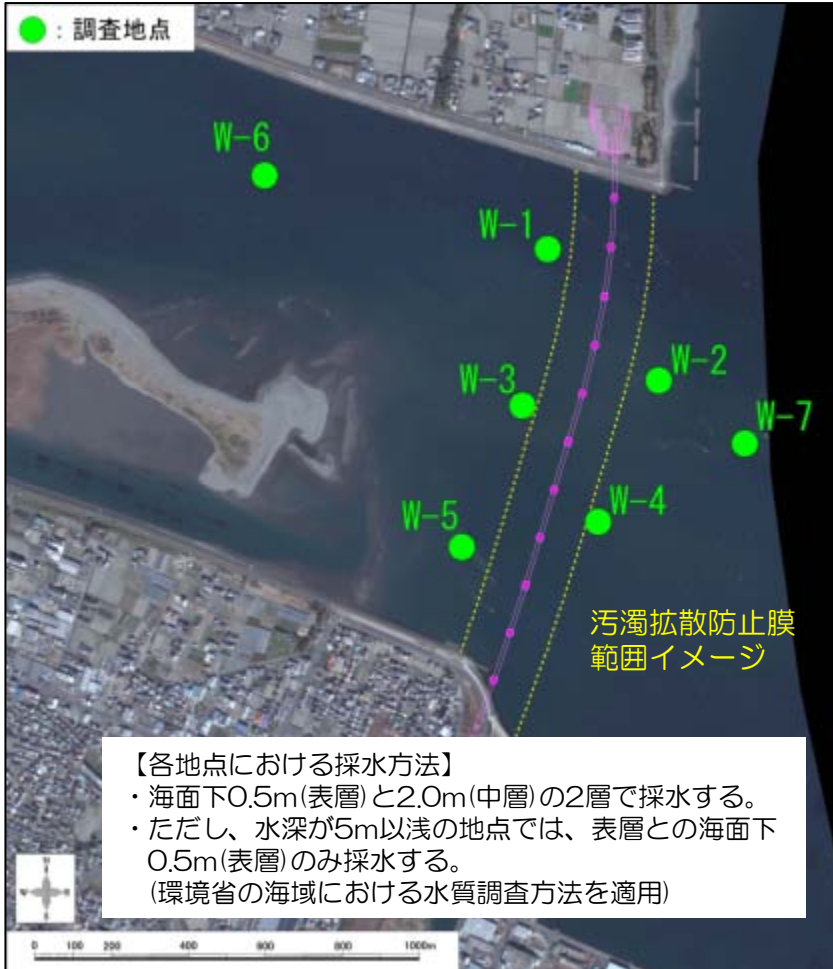 ：調査地点
W-6
W-1
W-2
W-3
W-7
W-4
W-5
汚濁拡散防止膜
範囲イメージ
【各地点における採水方法】
・海面下0.5m(表層)と2.0m(中層)の2層で採水する。
・ただし、水深が5m以浅の地点では、表層との海面下
0.5m(表層)のみ採水する。
(環境省の海域における水質調査方法を適用)
0 100 200 400 600 800 1000m